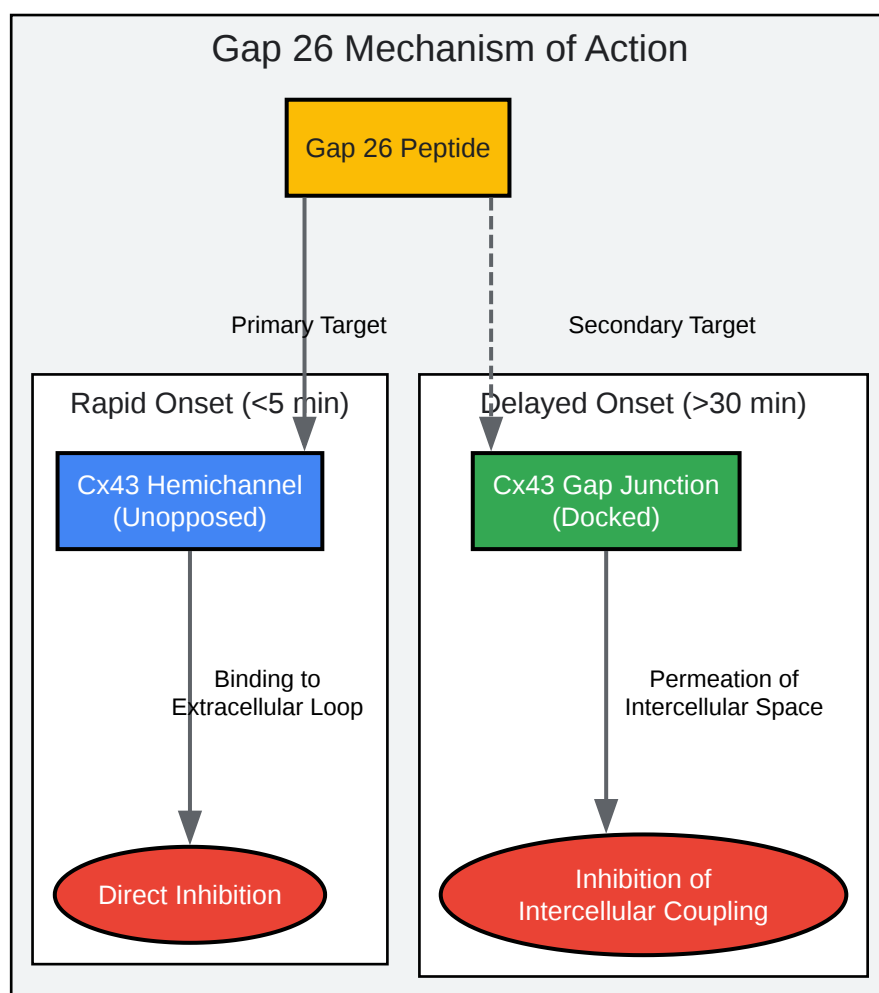 Gap 26 Mechanism of Action
Gap 26 Peptide
Primary Target
Secondary Target
Rapid Onset (<5 min)
Cx43 Hemichannel
(Unopposed)
Binding to
Extracellular Loop
Direct Inhibition
Delayed Onset (>30 min)
Cx43 Gap Junction
(Docked)
Permeation of
Intercellular Space
Inhibition of
Intercellular Coupling